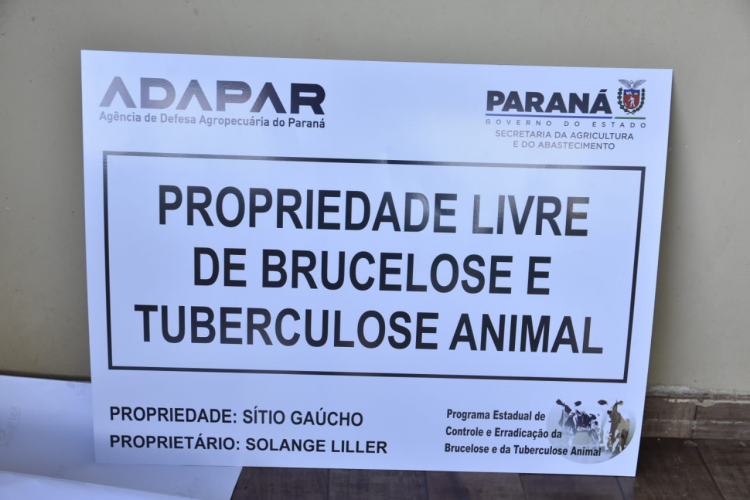 ADAPAR
Agência de Defesa Agropecuária do Paraná
PARANÁ
GOVERNO DO ESTADO
SECRETARIA DA AGRICULTURA
E DO ABASTECIMENTO
PROPRIEDADE LIVRE
DE BRUCELOSE E
TUBERCULOSE ANIMAL
PROPRIEDADE: SÍTIO GAÚCHO
PROPRIETÁRIO: SOLANGE LILLER
Programa Estadual de
Controle e Erradicação da
Brucelose e da Tuberculose Animal